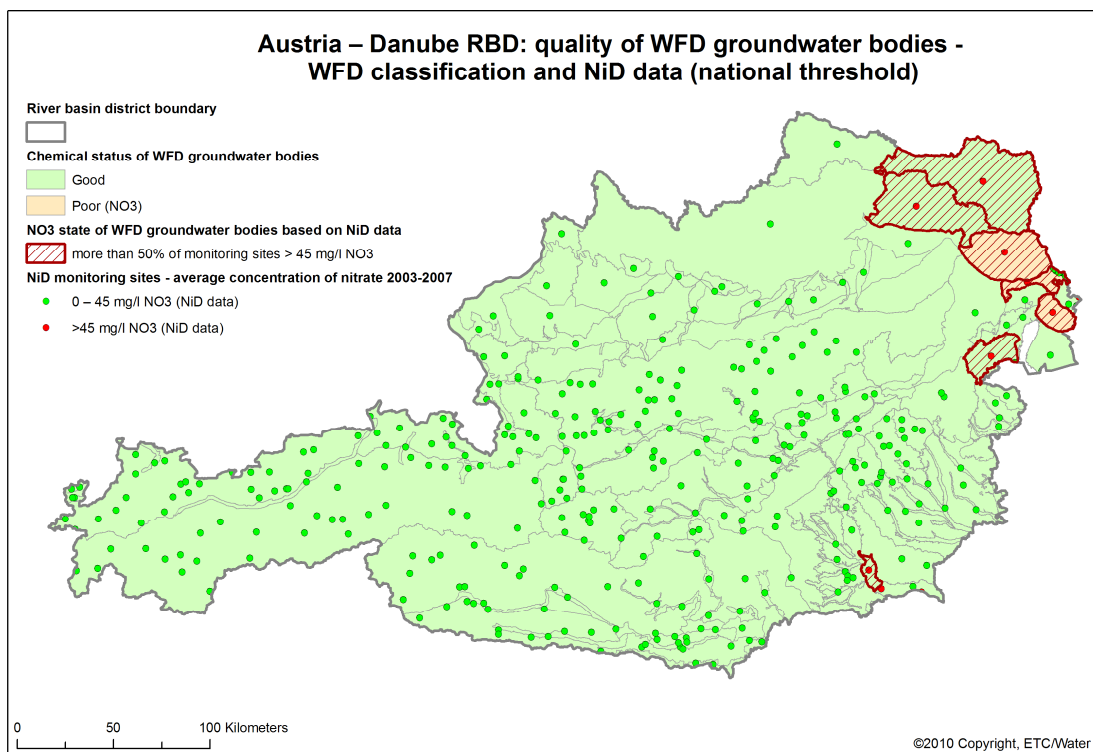 Austria – Danube RBD: quality of WFD groundwater bodies -
WFD classification and NiD data (national threshold)
River basin district boundary
Chemical status of WFD groundwater bodies
Good
Poor (NO3)
NO3 state of WFD groundwater bodies based on NiD data
more than 50% of monitoring sites > 45 mg/l NO3
NiD monitoring sites - average concentration of nitrate 2003-2007
0 – 45 mg/l NO3 (NiD data)
>45 mg/l NO3 (NiD data)
0 50 100 Kilometers
©2010 Copyright, ETC/Water